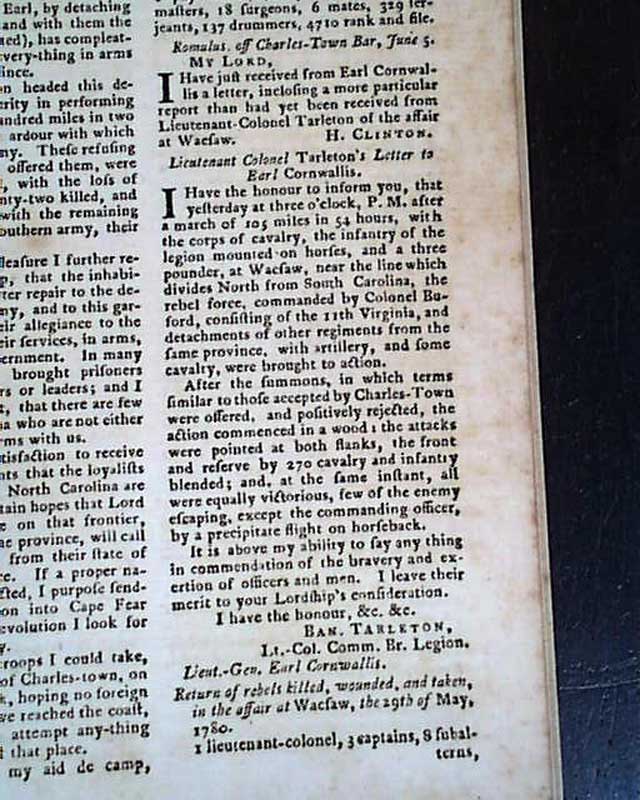 Earl, by detaching
and with them the
ed), has compleat-
very-thing in arms
ince.
n headed this de-
erity in performing
undred miles in two
ardour with which
my. Theſe refuſing
offered them, were
, with the loſs of
nty-two killed, and
with the remaining
outhern army, their
leaſure I further re-
p, that the inhabi-
ter repair to the de-
my, and to this gar-
eir allegiance to the
eir ſervices, in arms,
ernment. In many
brought priſoners
rs or leaders; and I
t, that there are few
a who are not either
rms with us.
tisfaction to receive
nts that the loyaliſts
North Carolina are
tain hopes that Lord
e on that frontier,
ne province, will call
from their ſtate of
ce. If a proper na-
cted, I purpoſe ſend-
on into Cape Fear
evolution I look for
y.
troops I could take,
of Charles-town, on
k, hoping no foreign
ve reached the coaſt,
attempt any-thing
t that place.
my aid de camp,
maſters, 18 ſurgeons, 6 mates, 329 ſer-
jeants, 137 drummers, 4710 rank and file.
Romulus, off Charles-Town Bar, June 5.
MY LORD,
I Have juſt received from Earl Cornwal-
lis a letter, incloſing a more particular
report than had yet been received from
Lieutenant-Colonel Tarleton of the affair
at Wacſaw. H. CLINTON.
Lieutenant Colonel Tarleton's Letter to
Earl Cornwallis.
I Have the honour to inform you, that
yeſterday at three o'clock, P. M. after
a march of 105 miles in 54 hours, with
the corps of cavalry, the infantry of the
legion mounted on horſes, and a three
pounder, at Wacſaw, near the line which
divides North from South Carolina, the
rebel force, commanded by Colonel Bu-
ford, conſiſting of the 11th Virginia, and
detachments of other regiments from the
ſame province, with artillery, and ſome
cavalry, were brought to action.
After the ſummons, in which terms
ſimilar to thoſe accepted by Charles-Town
were offered, and poſitively rejected, the
action commenced in a wood: the attacks
were pointed at both flanks, the front
and reſerve by 270 cavalry and infantry
blended; and, at the ſame inſtant, all
were equally victorious, few of the enemy
eſcaping, except the commanding officer,
by a precipitate flight on horſeback.
It is above my ability to ſay any thing
in commendation of the bravery and ex-
ertion of officers and men. I leave their
merit to your Lordſhip's conſideration.
I have the honour, &c. &c.
BAN. TARLETON,
Lt.-Col. Comm. Br. Legion.
Lieut.-Gen. Earl Cornwallis.
Return of rebels killed, wounded, and taken,
in the affair at Wacſaw, the 29th of May,
1780.
1 lieutenant-colonel, 3 captains, 8 ſubal-
terns,